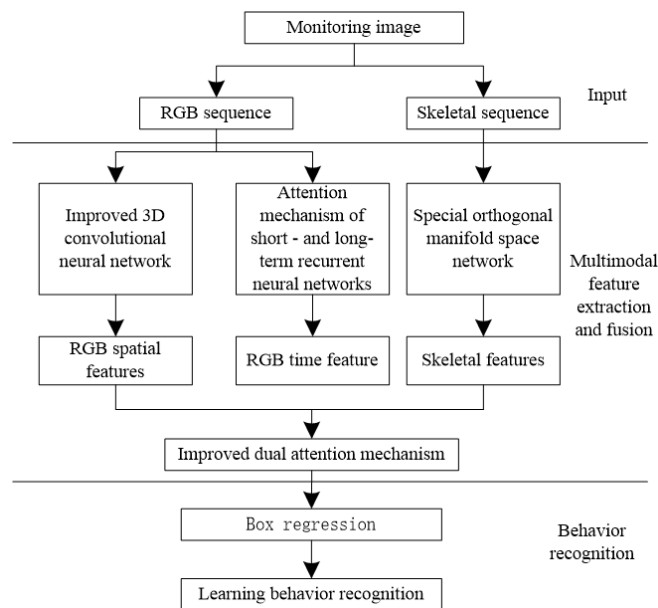 Monitoring image
RGB sequence
Skeletal sequence
Input
Improved 3D
convolutional
neural network
Attention
mechanism of
short - and long-
term recurrent
neural networks
Special orthogonal
manifold space
network
Multimodal
feature
extraction
and fusion
RGB spatial
features
RGB time feature
Skeletal features
Improved dual attention mechanism
Box regression
Behavior
recognition
Learning behavior recognition